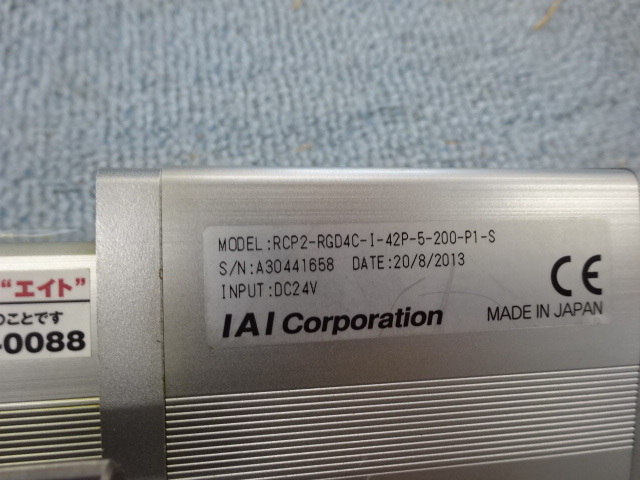 MODEL:RCP2-RGD4C-I-42P-5-200-P1-S
S/N:A30441658 DATE:20/8/2013
INPUT:DC24V
IAI Corporation
CE
MADE IN JAPAN
“エイト”
のことです
-0088